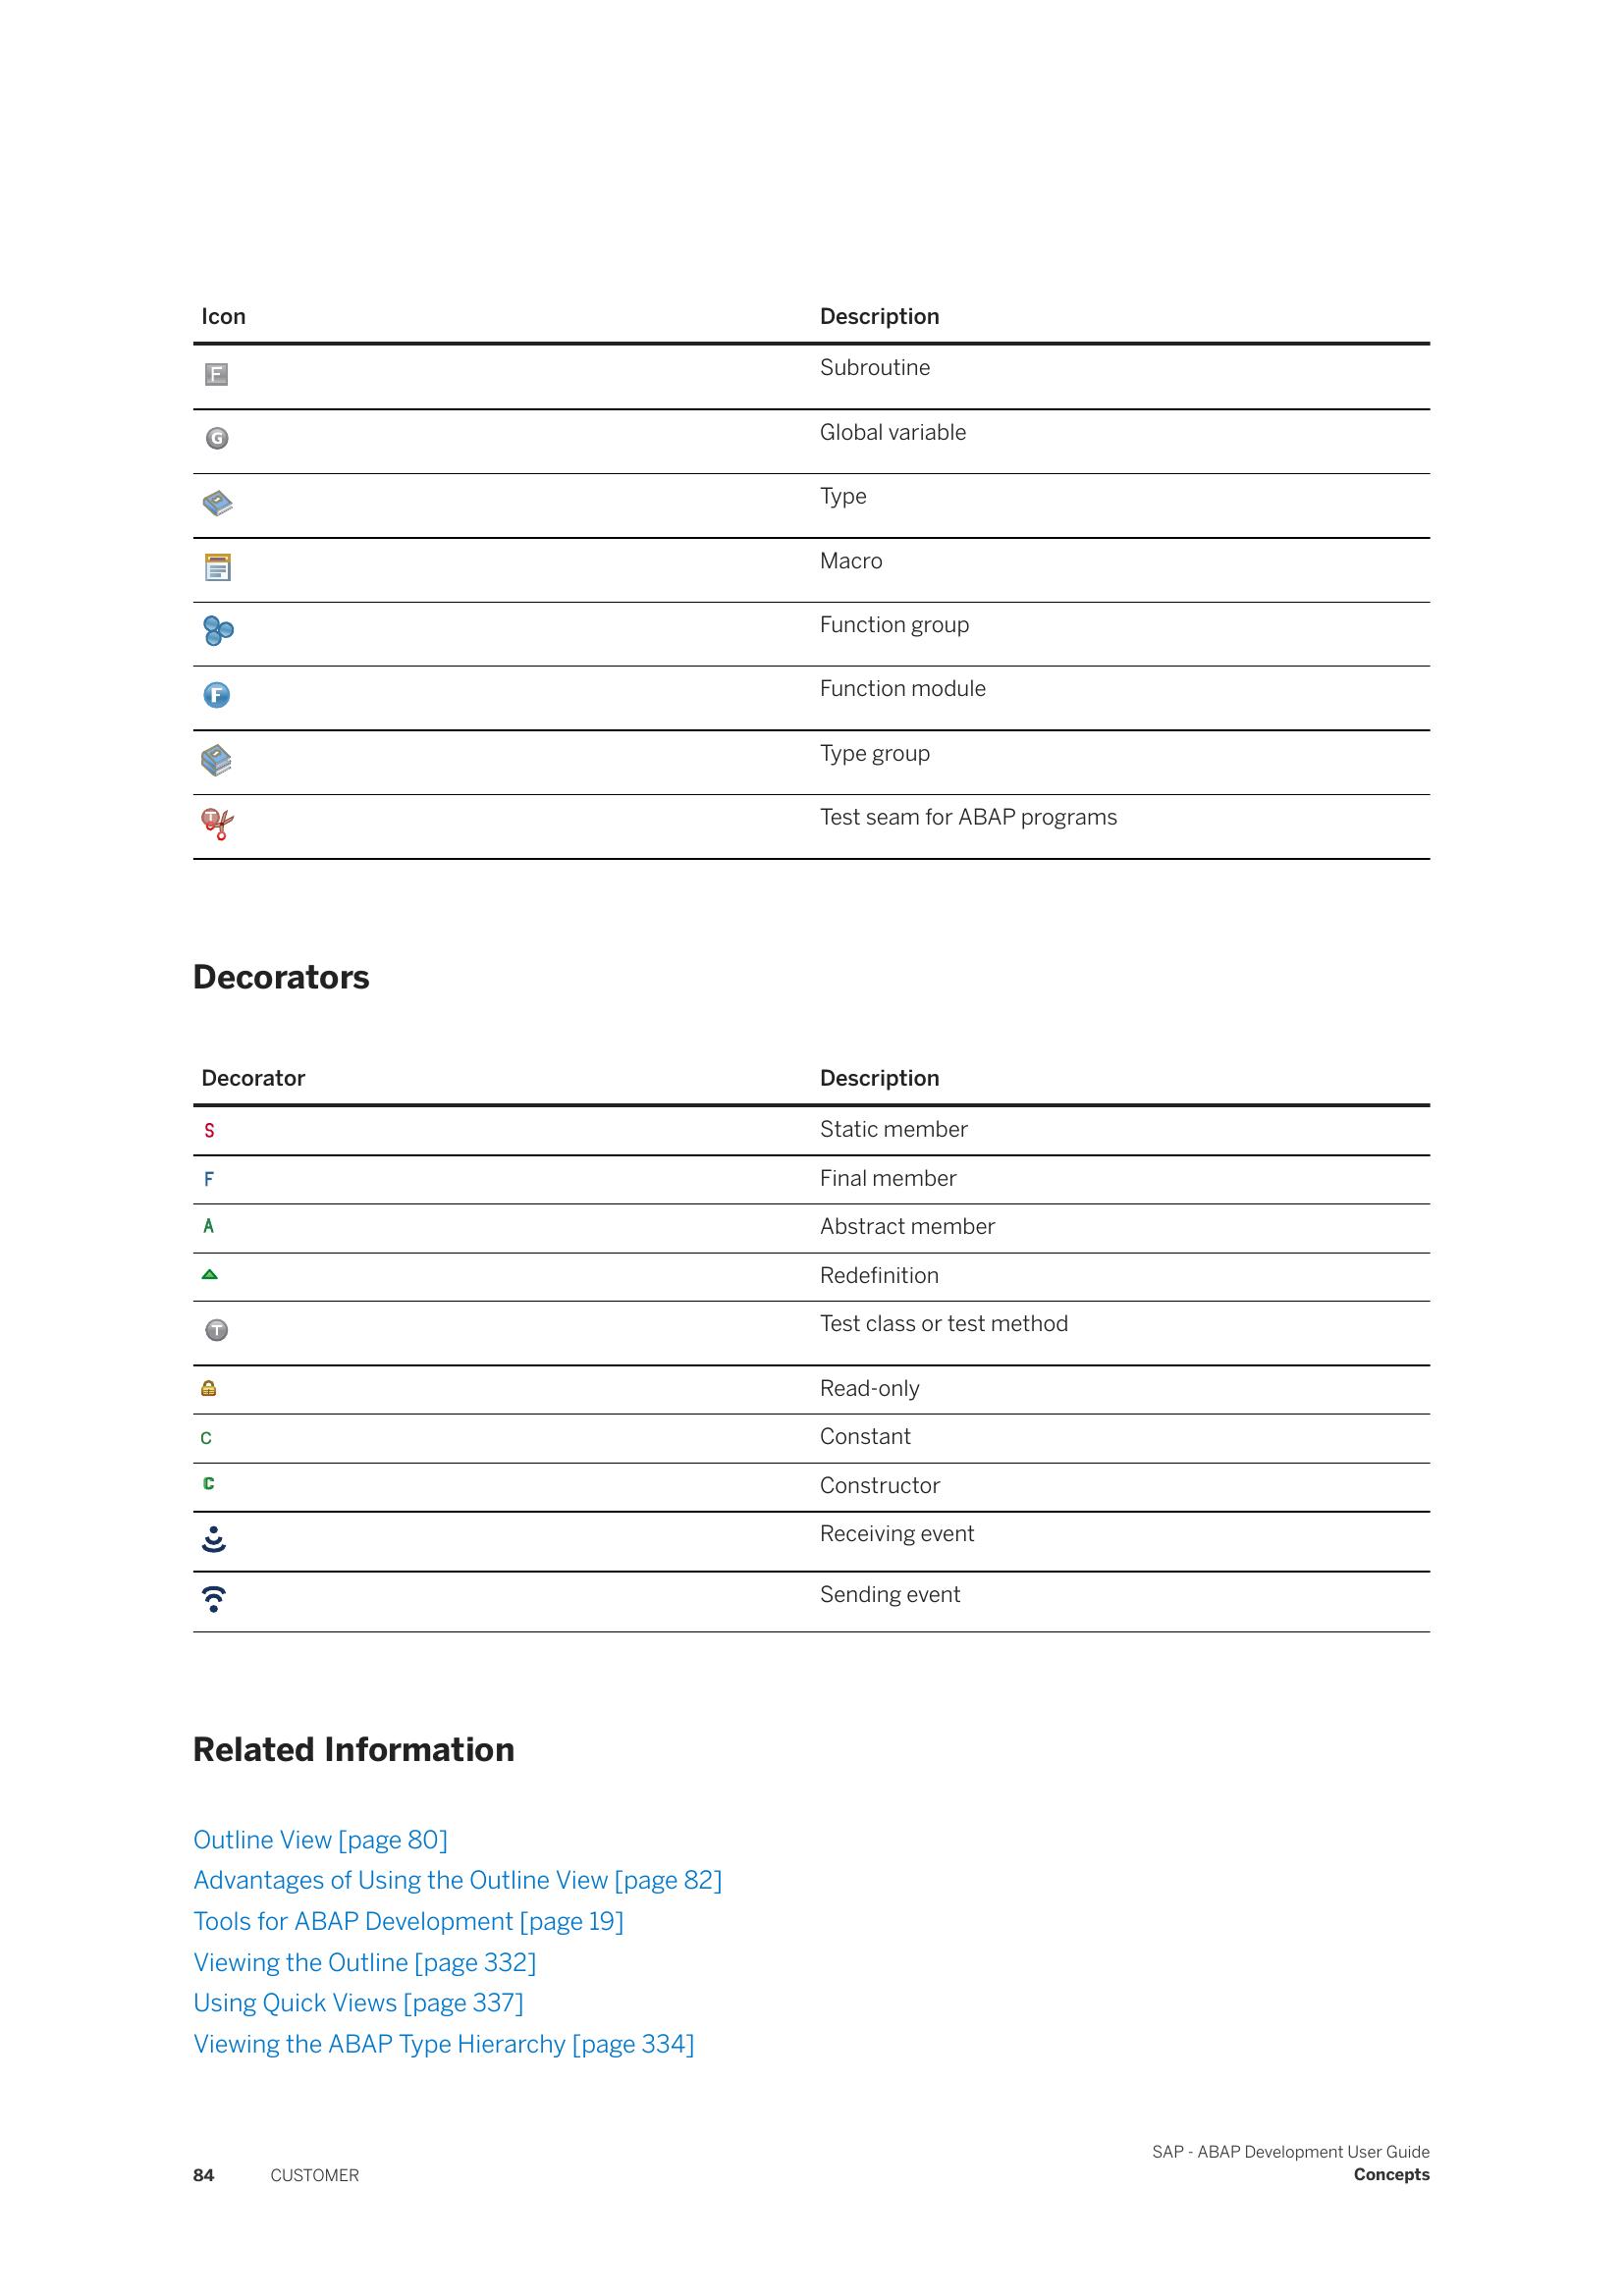 Icon Description
F Subroutine
G Global variable
Type
Macro
Function group
F Function module
Type group
T Test seam for ABAP programs
Decorators
Decorator Description
S Static member
F Final member
A Abstract member
Redefinition
T Test class or test method
Read-only
C Constant
C Constructor
Receiving event
Sending event
Related Information
Outline View [page 80]
Advantages of Using the Outline View [page 82]
Tools for ABAP Development [page 19]
Viewing the Outline [page 332]
Using Quick Views [page 337]
Viewing the ABAP Type Hierarchy [page 334]
SAP - ABAP Development User Guide
84 CUSTOMER Concepts